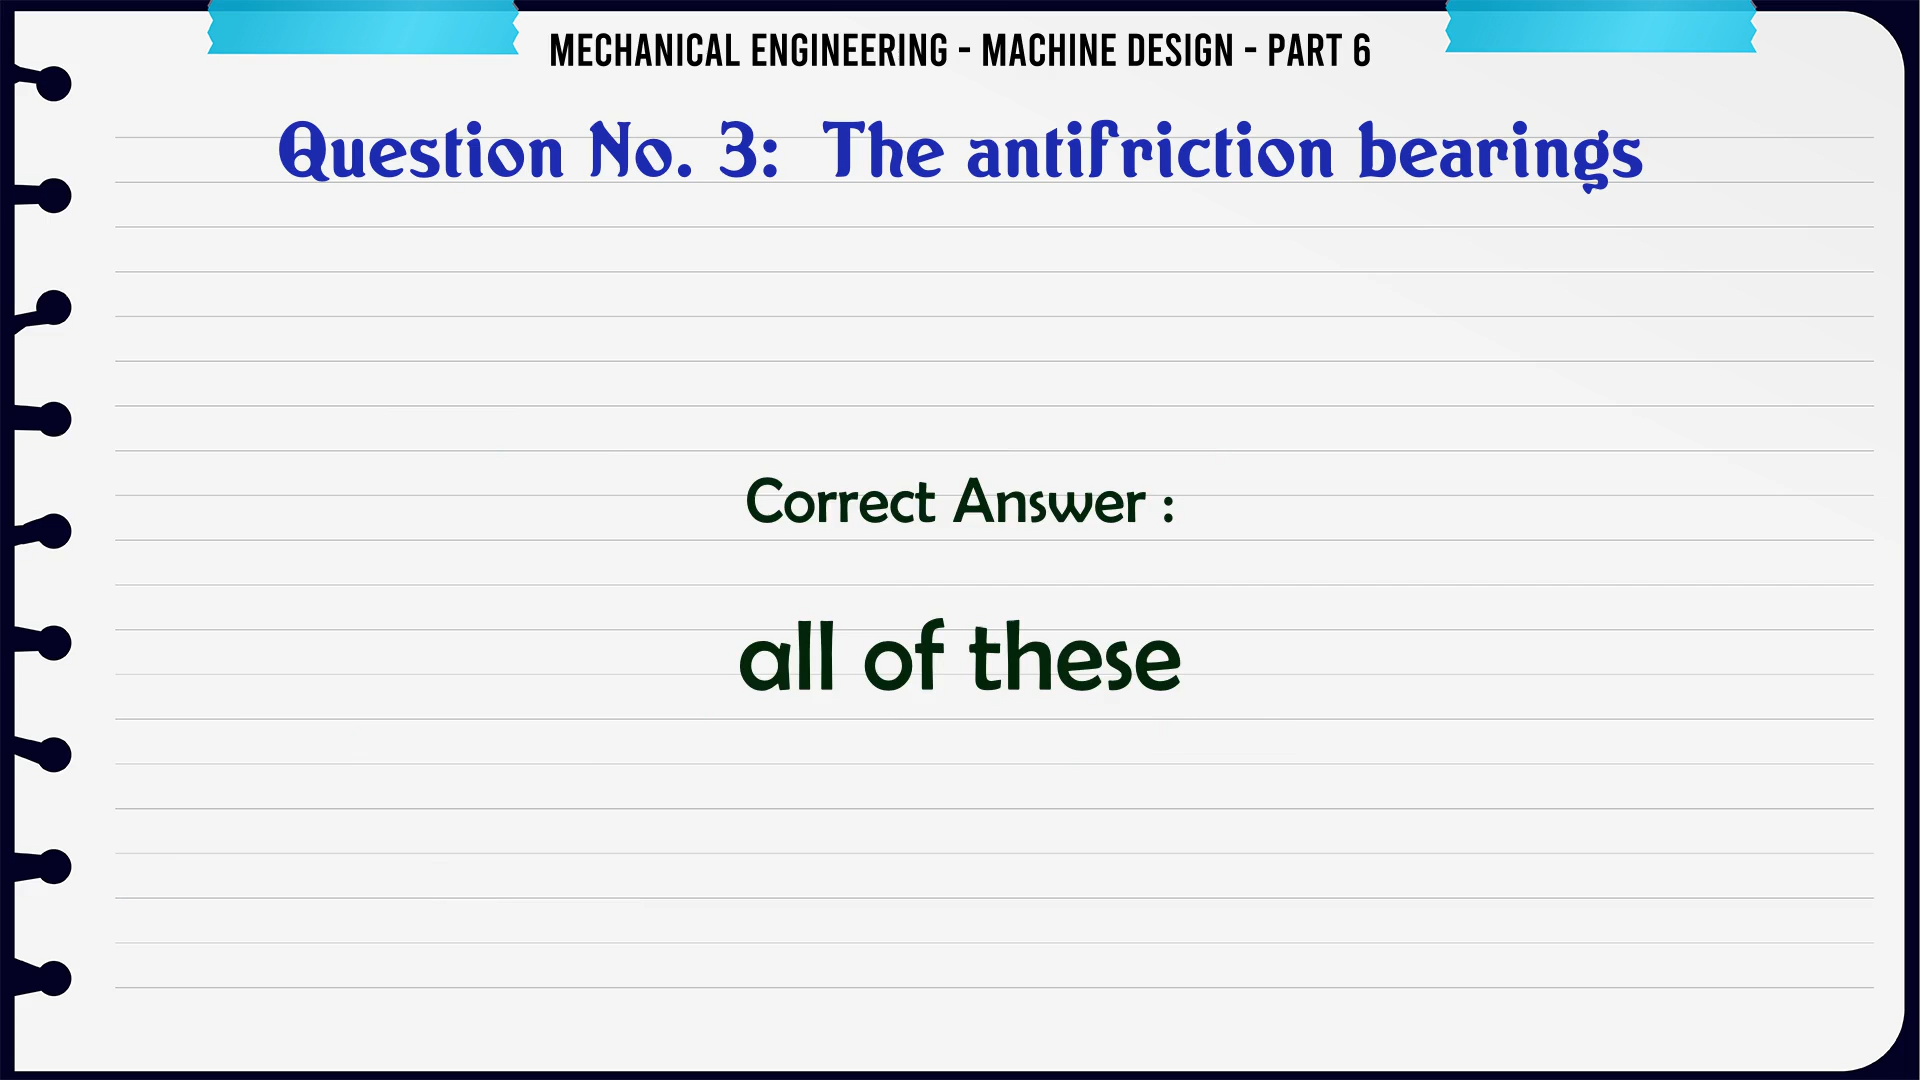 MECHANICAL ENGINEERING - MACHINE DESIGN - PART 6
Question No. 3: The antifriction bearings
Correct Answer :
all of these